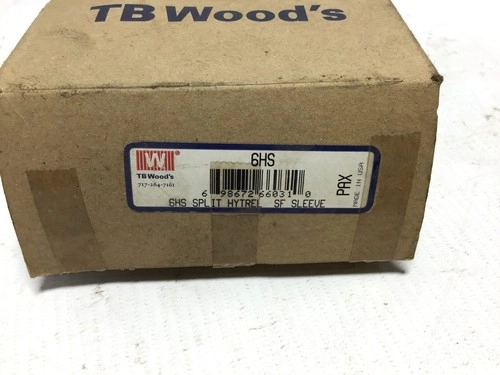 TB Wood's
W
®
TB Wood's
717-264-7161
6HS
6 98672 66031 0
6HS SPLIT HYTREL SF SLEEVE
PAX
MADE IN USA